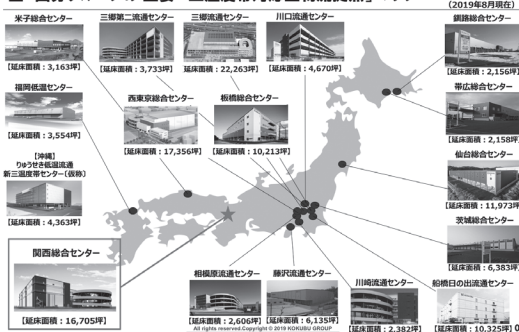 (2019年8月現在)
米子総合センター
【延床面積：3,163坪】
三郷第二流通センター
【延床面積：3,733坪】
三郷流通センター
【延床面積：22,263坪】
川口流通センター
【延床面積：4,670坪】
釧路総合センター
【延床面積：2,156坪】
福岡低温センター
【延床面積：3,554坪】
西東京総合センター
【延床面積：17,356坪】
板橋総合センター
【延床面積：10,213坪】
帯広総合センター
【延床面積：2,158坪】
【沖縄】
りゅうせき低温流通
新三温度帯センター（仮称）
【延床面積：4,363坪】
仙台総合センター
【延床面積：11,973坪】
茨城総合センター
【延床面積：6,383坪】
関西総合センター
【延床面積：16,705坪】
相模原流通センター
【延床面積：2,606坪】
藤沢流通センター
【延床面積：6,135坪】
川崎流通センター
【延床面積：2,382坪】
船橋日の出流通センター
【延床面積：10,325坪】
All rights reserved.Copyright © 2019 KOKUBU GROUP